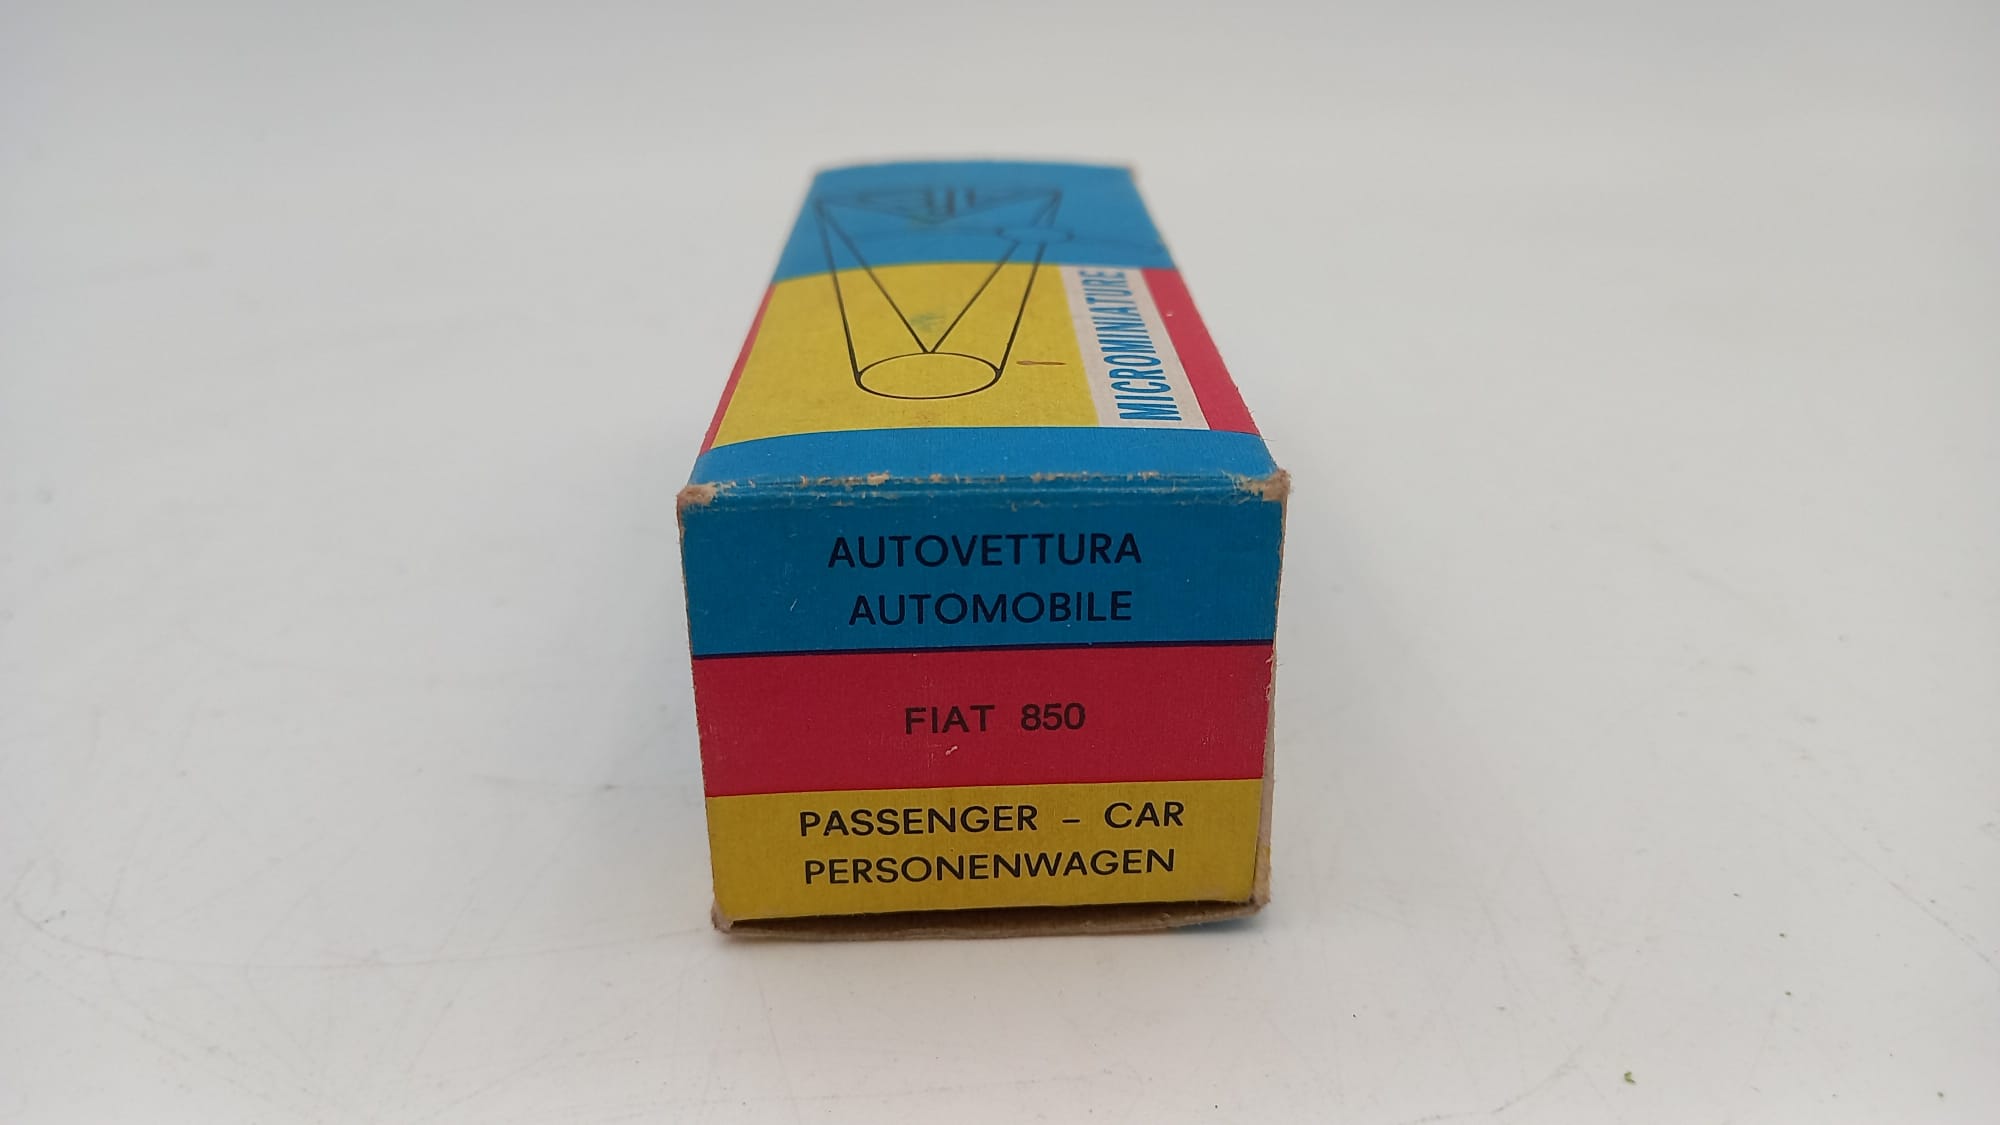 MICROMINIATURE
AUTOVETTURA
AUTOMOBILE
FIAT 850
PASSENGER - CAR
PERSONENWAGEN